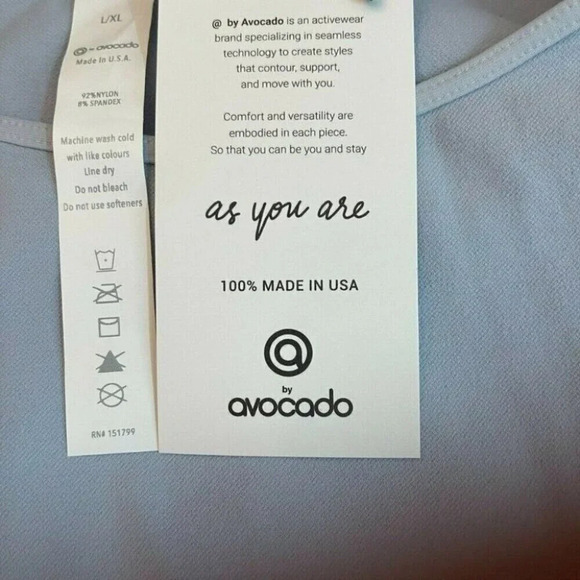 L/XL
@ by avocado
Made In U.S.A.
92% NYLON
8% SPANDEX
Machine wash cold
with like colours
Line dry
Do not bleach
Do not use softeners
RN# 151799
@ by Avocado is an activewear
brand specializing in seamless
technology to create styles
that contour, support,
and move with you.
Comfort and versatility are
embodied in each piece.
So that you can be you and stay
as you are
100% MADE IN USA
@
by
avocado